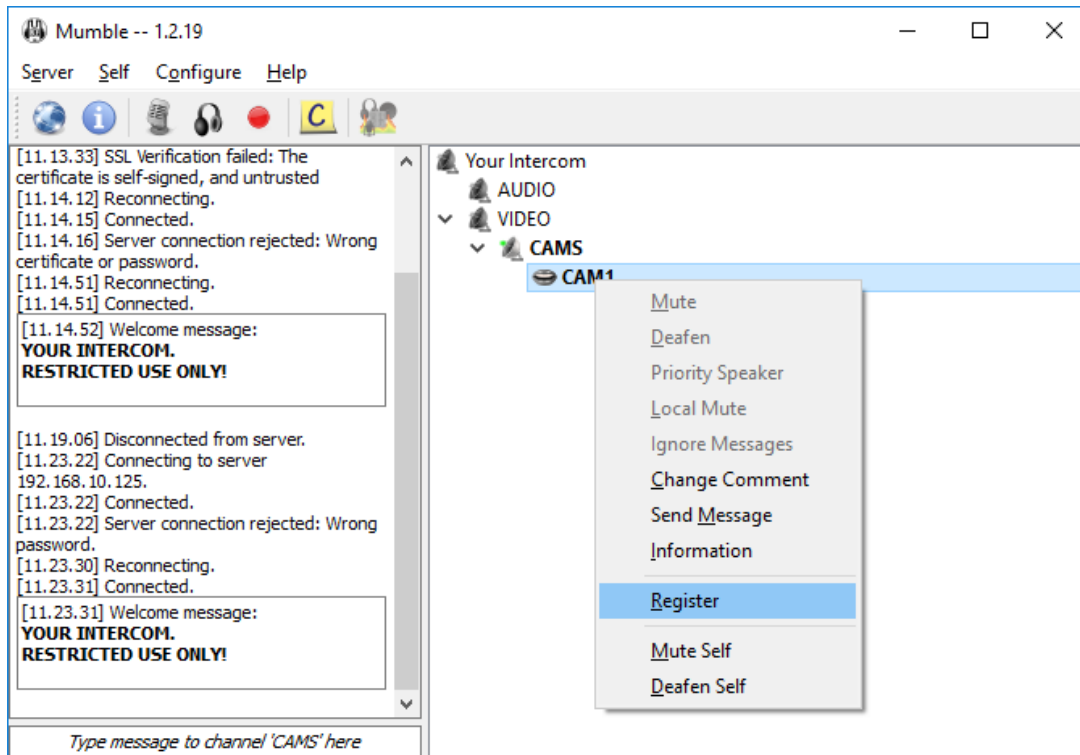 Mumble -- 1.2.19
Server Self Configure Help
C
[11.13.33] SSL Verification failed: The
certificate is self-signed, and untrusted
[11.14.12] Reconnecting.
[11.14.15] Connected.
[11.14.16] Server connection rejected: Wrong
certificate or password.
[11.14.51] Reconnecting.
[11.14.51] Connected.
[11.14.52] Welcome message:
YOUR INTERCOM.
RESTRICTED USE ONLY!
[11.19.06] Disconnected from server.
[11.23.22] Connecting to server
192.168.10.125.
[11.23.22] Connected.
[11.23.22] Server connection rejected: Wrong
password.
[11.23.30] Reconnecting.
[11.23.31] Connected.
[11.23.31] Welcome message:
YOUR INTERCOM.
RESTRICTED USE ONLY!
Type message to channel 'CAMS' here
Your Intercom
AUDIO
VIDEO
CAMS
CAM1
Mute
Deafen
Priority Speaker
Local Mute
Ignore Messages
Change Comment
Send Message
Information
Register
Mute Self
Deafen Self